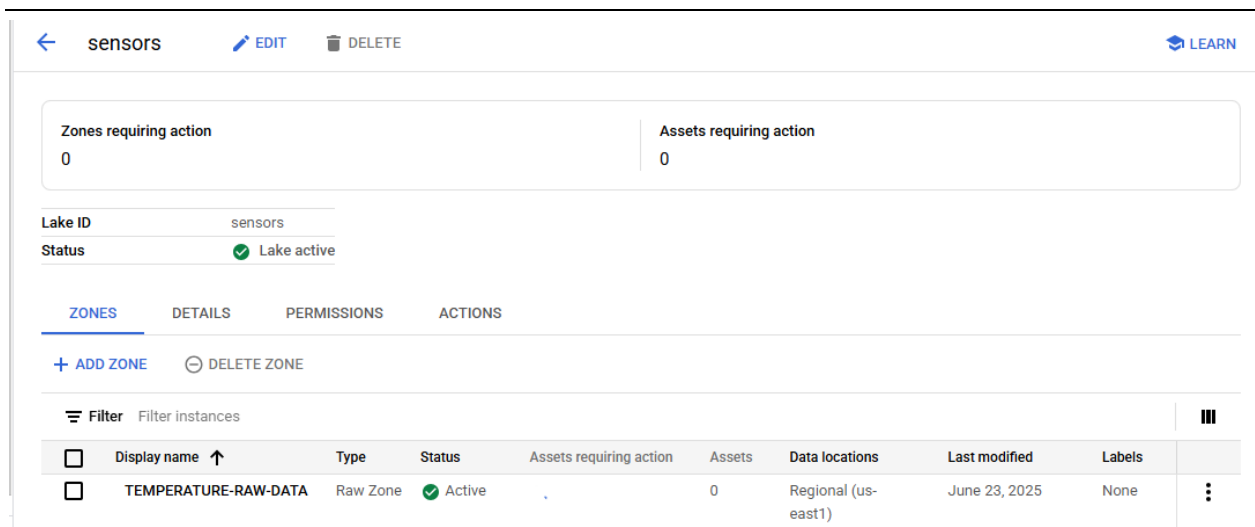 sensors EDIT DELETE LEARN
Zones requiring action Assets requiring action
0 0
Lake ID sensors
Status Lake active
ZONES DETAILS PERMISSIONS ACTIONS
+ ADD ZONE DELETE ZONE
Filter Filter instances
Display name Type Status Assets requiring action Assets Data locations Last modified Labels
TEMPERATURE-RAW-DATA Raw Zone Active 0 Regional (us- June 23, 2025 None
east1)